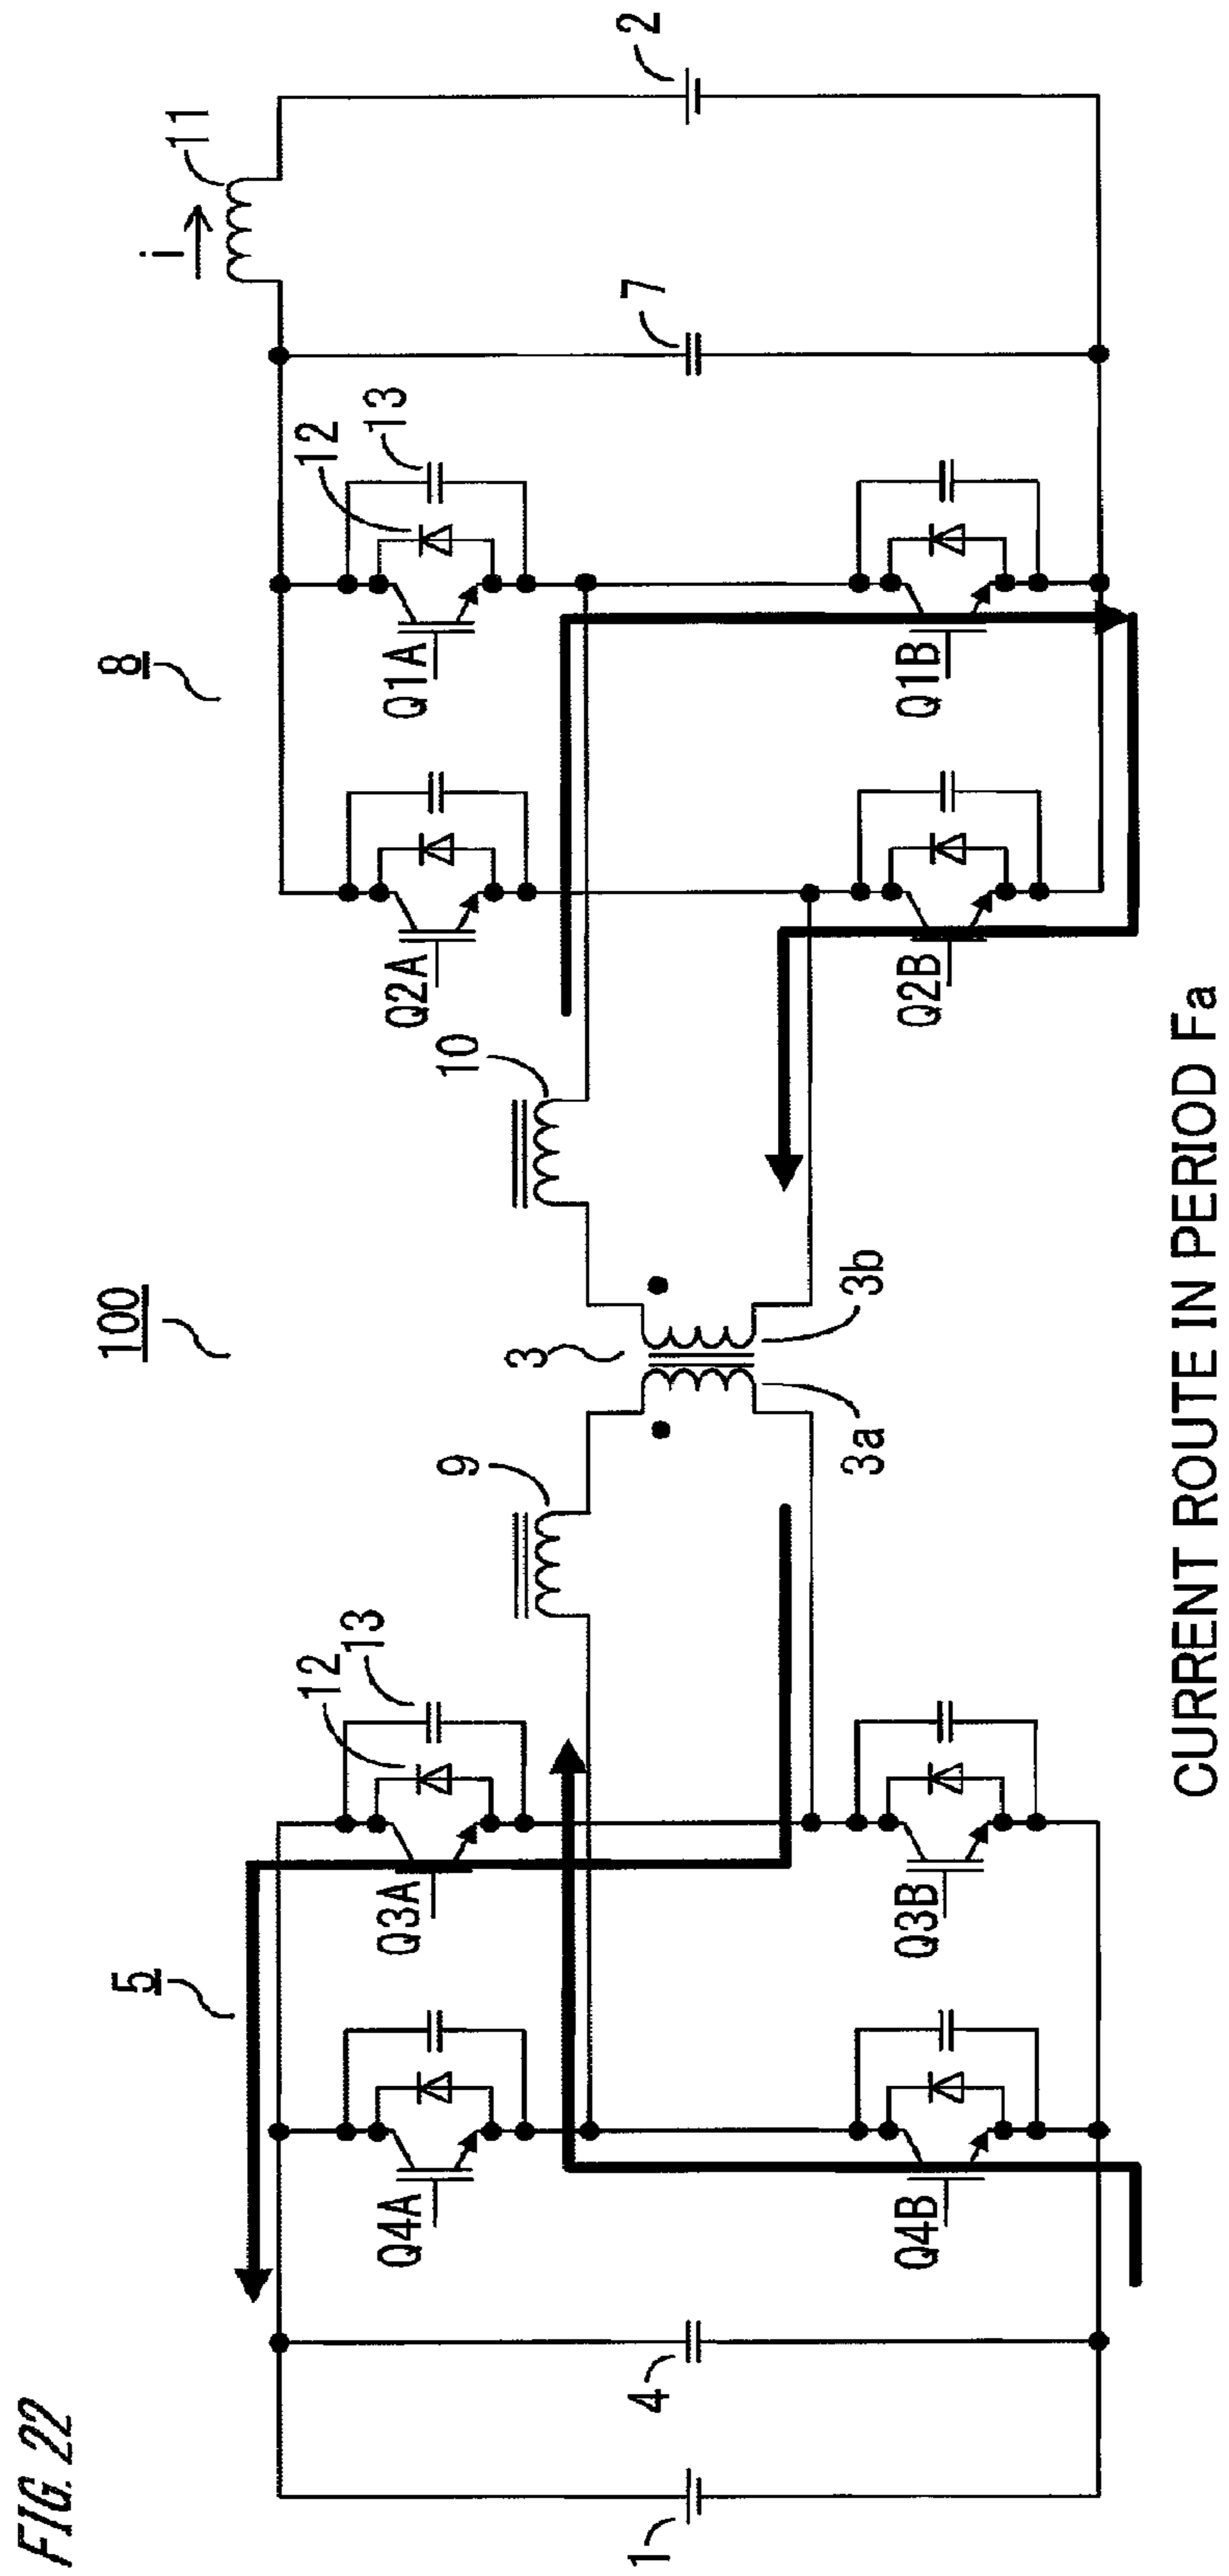 FIG. 22
100
5
8
i
11
12
13
12
13
Q4A
Q3A
9
10
Q2A
Q1A
1
4
3
7
2
3a
3b
Q4B
Q3B
Q2B
Q1B
CURRENT ROUTE IN PERIOD Fa